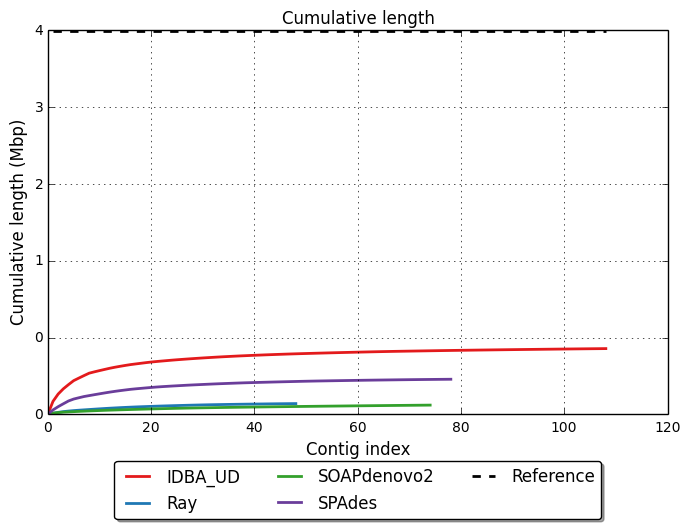 Cumulative length
4
3
2
1
0
0
Cumulative length (Mbp)
0 20 40 60 80 100 120
Contig index
IDBA_UD SOAPdenovo2 Reference
Ray SPAdes